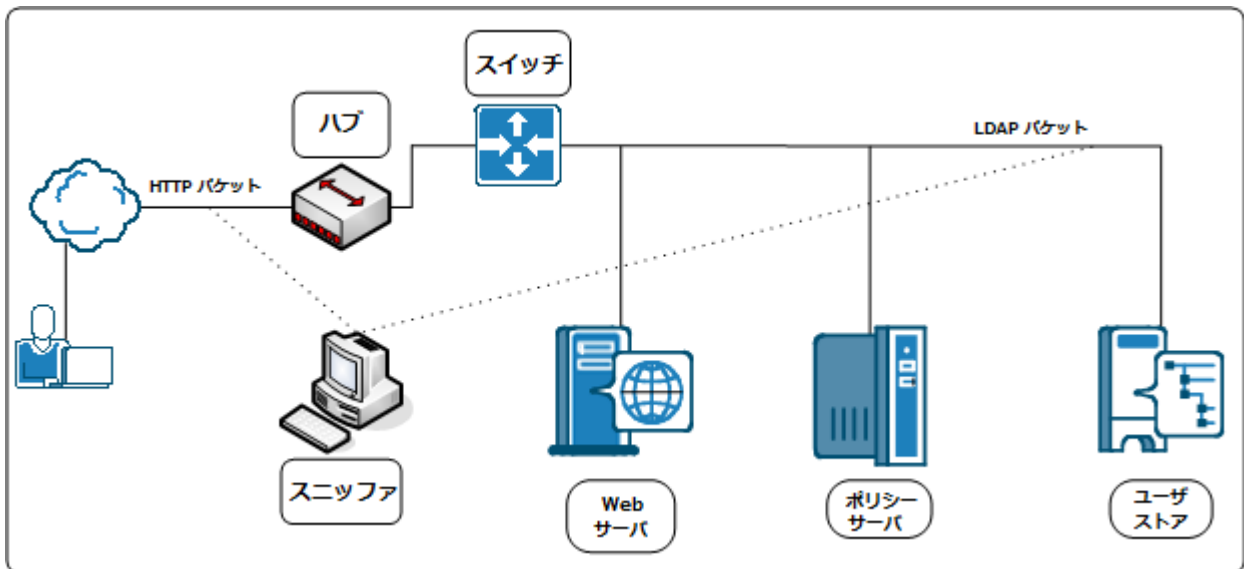 スイッチ
ハブ
LDAP パケット
HTTP パケット
スニッファ
Web
サーバ
ポリシー
サーバ
ユーザ
ストア